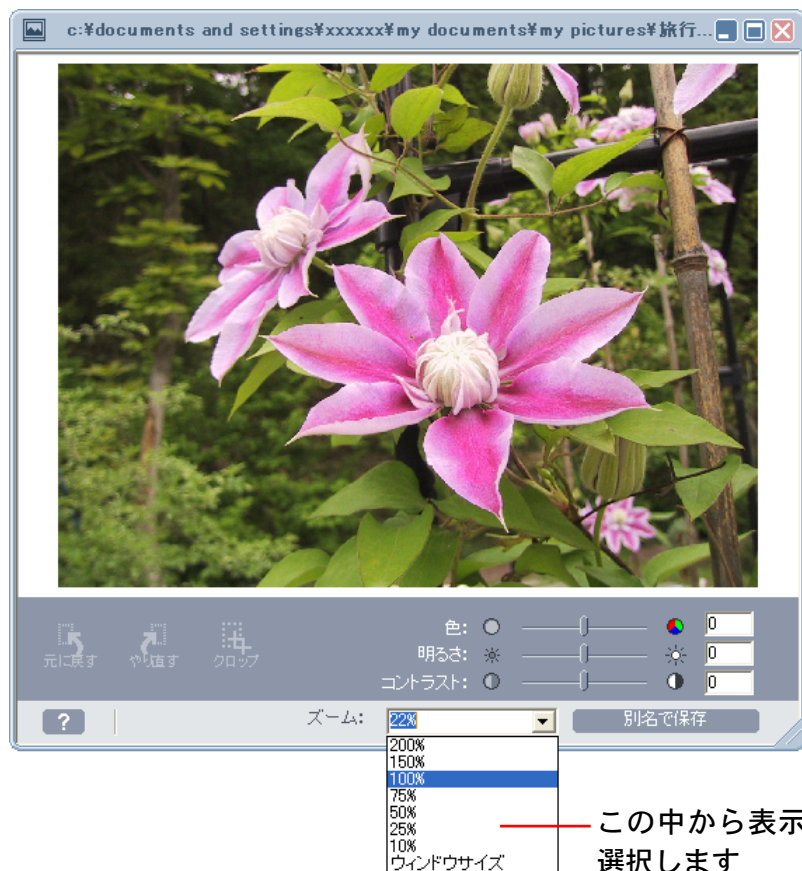 c:¥documents and settings¥xxxxxx¥my documents¥my pictures¥旅行...
元に戻す
やり直す
クロップ
色: 0
明るさ: 0
コントラスト: 0
?
ズーム: 22%
別名で保存
200%
150%
100%
75%
50%
25%
10%
ウィンドウサイズ
この中から表示
選択します